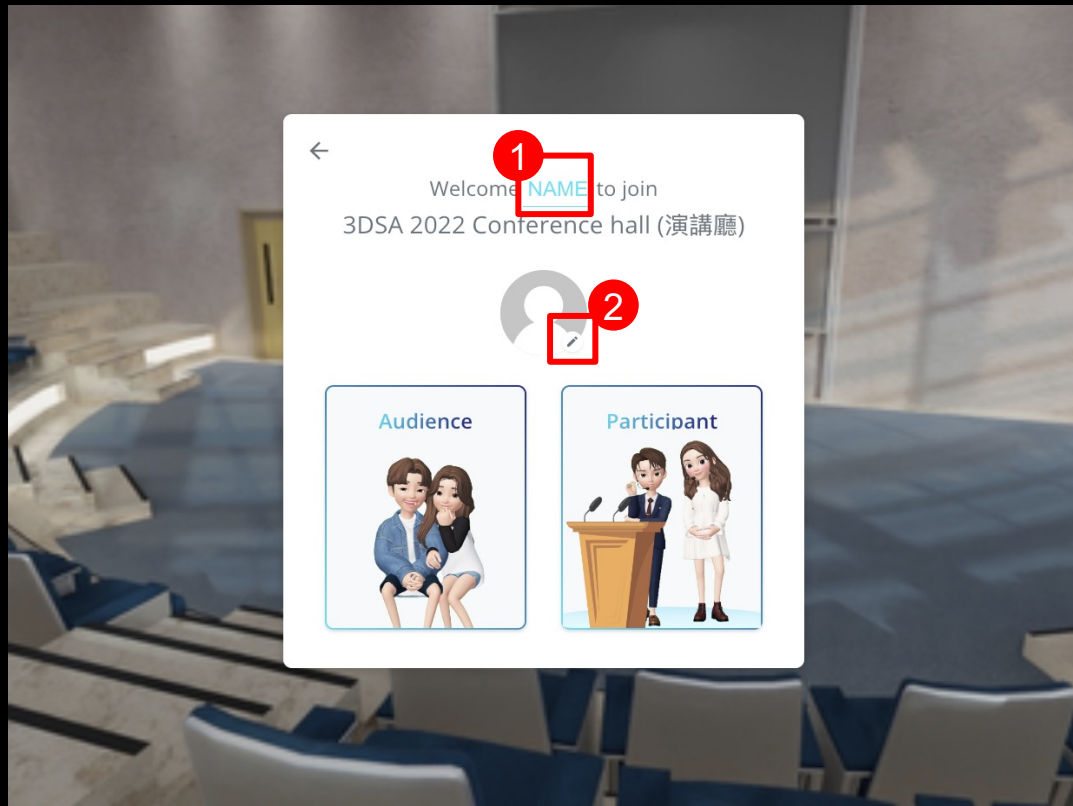 1
Welcome NAME to join
3DSA 2022 Conference hall (演講廳)
2
Audience
Participant